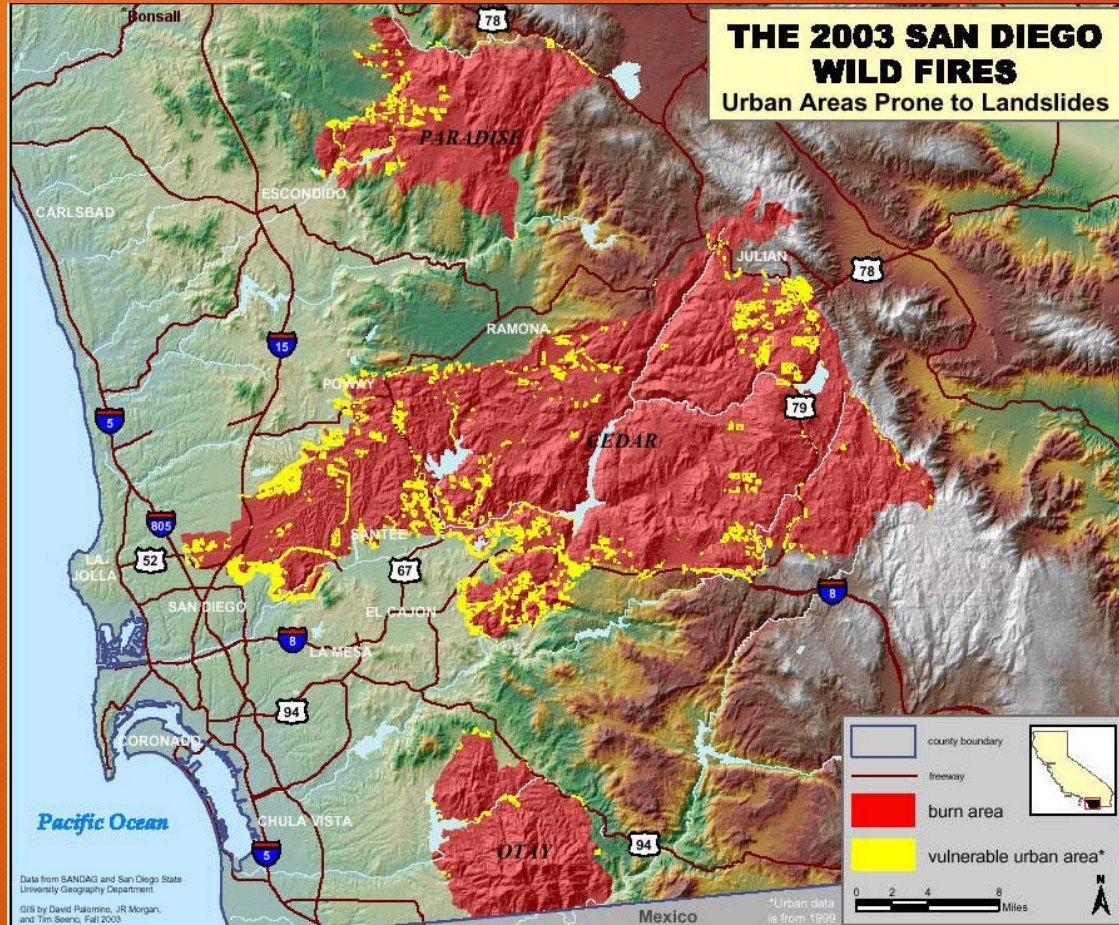 *Bonsall
78
THE 2003 SAN DIEGO
WILD FIRES
Urban Areas Prone to Landslides
PARADISE
ESCONDIDO
CARLSBAD
JULIAN
78
RAMONA
15
POWAY
79
5
CEDAR
805
SANTEE
52
LA
JOLLA
67
8
SAN DIEGO
EL CAJON
8
LA MESA
94
CORONADO
county boundary
freeway
burn area
vulnerable urban area*
Pacific Ocean
CHULA VISTA
5
OTAY
94
N
0 2 4 8
Miles
Data from SANDAG and San Diego State
University Geography Department
GIS by David Palomino, JR Morgan,
and Tim Seeno, Fall 2003
Mexico
*Urban data
is from 1999